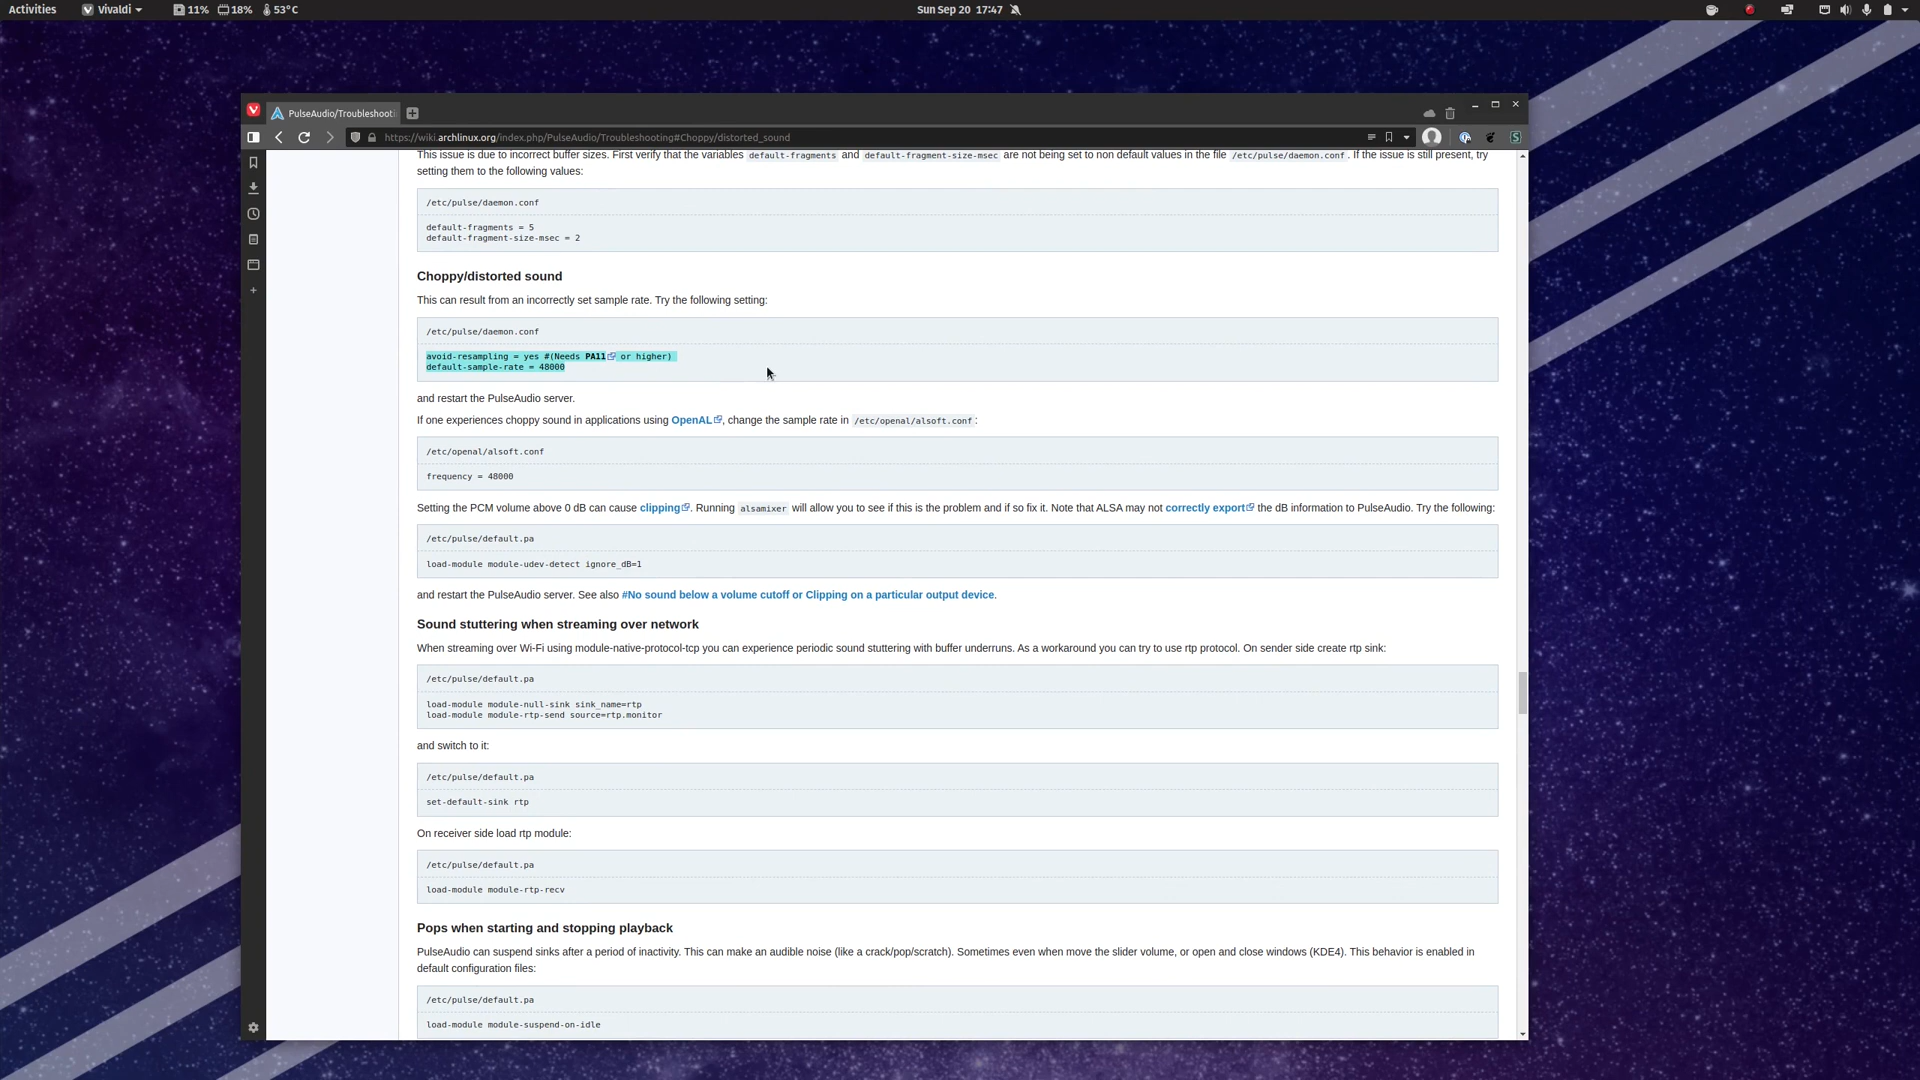 Activities
Vivaldi
11%
18%
53°C
Sun Sep 20 17:47
PulseAudio/Troubleshooti
https://wiki.archlinux.org/index.php/PulseAudio/Troubleshooting#Choppy/distorted_sound
This issue is due to incorrect buffer sizes. First verify that the variables default-fragments and default-fragment-size-msec are not being set to non default values in the file /etc/pulse/daemon.conf. If the issue is still present, try
setting them to the following values:
/etc/pulse/daemon.conf
default-fragments = 5
default-fragment-size-msec = 2
Choppy/distorted sound
This can result from an incorrectly set sample rate. Try the following setting:
/etc/pulse/daemon.conf
avoid-resampling = yes #(Needs PA11 or higher)
default-sample-rate = 48000
and restart the PulseAudio server.
If one experiences choppy sound in applications using OpenAL, change the sample rate in /etc/openal/alsoft.conf:
/etc/openal/alsoft.conf
frequency = 48000
Setting the PCM volume above 0 dB can cause clipping. Running alsamixer will allow you to see if this is the problem and if so fix it. Note that ALSA may not correctly export the dB information to PulseAudio. Try the following:
/etc/pulse/default.pa
load-module module-udev-detect ignore_dB=1
and restart the PulseAudio server. See also #No sound below a volume cutoff or Clipping on a particular output device.
Sound stuttering when streaming over network
When streaming over Wi-Fi using module-native-protocol-tcp you can experience periodic sound stuttering with buffer underruns. As a workaround you can try to use rtp protocol. On sender side create rtp sink:
/etc/pulse/default.pa
load-module module-null-sink sink_name=rtp
load-module module-rtp-send source=rtp.monitor
and switch to it:
/etc/pulse/default.pa
set-default-sink rtp
On receiver side load rtp module:
/etc/pulse/default.pa
load-module module-rtp-recv
Pops when starting and stopping playback
PulseAudio can suspend sinks after a period of inactivity. This can make an audible noise (like a crack/pop/scratch). Sometimes even when move the slider volume, or open and close windows (KDE4). This behavior is enabled in
default configuration files:
/etc/pulse/default.pa
load-module module-suspend-on-idle